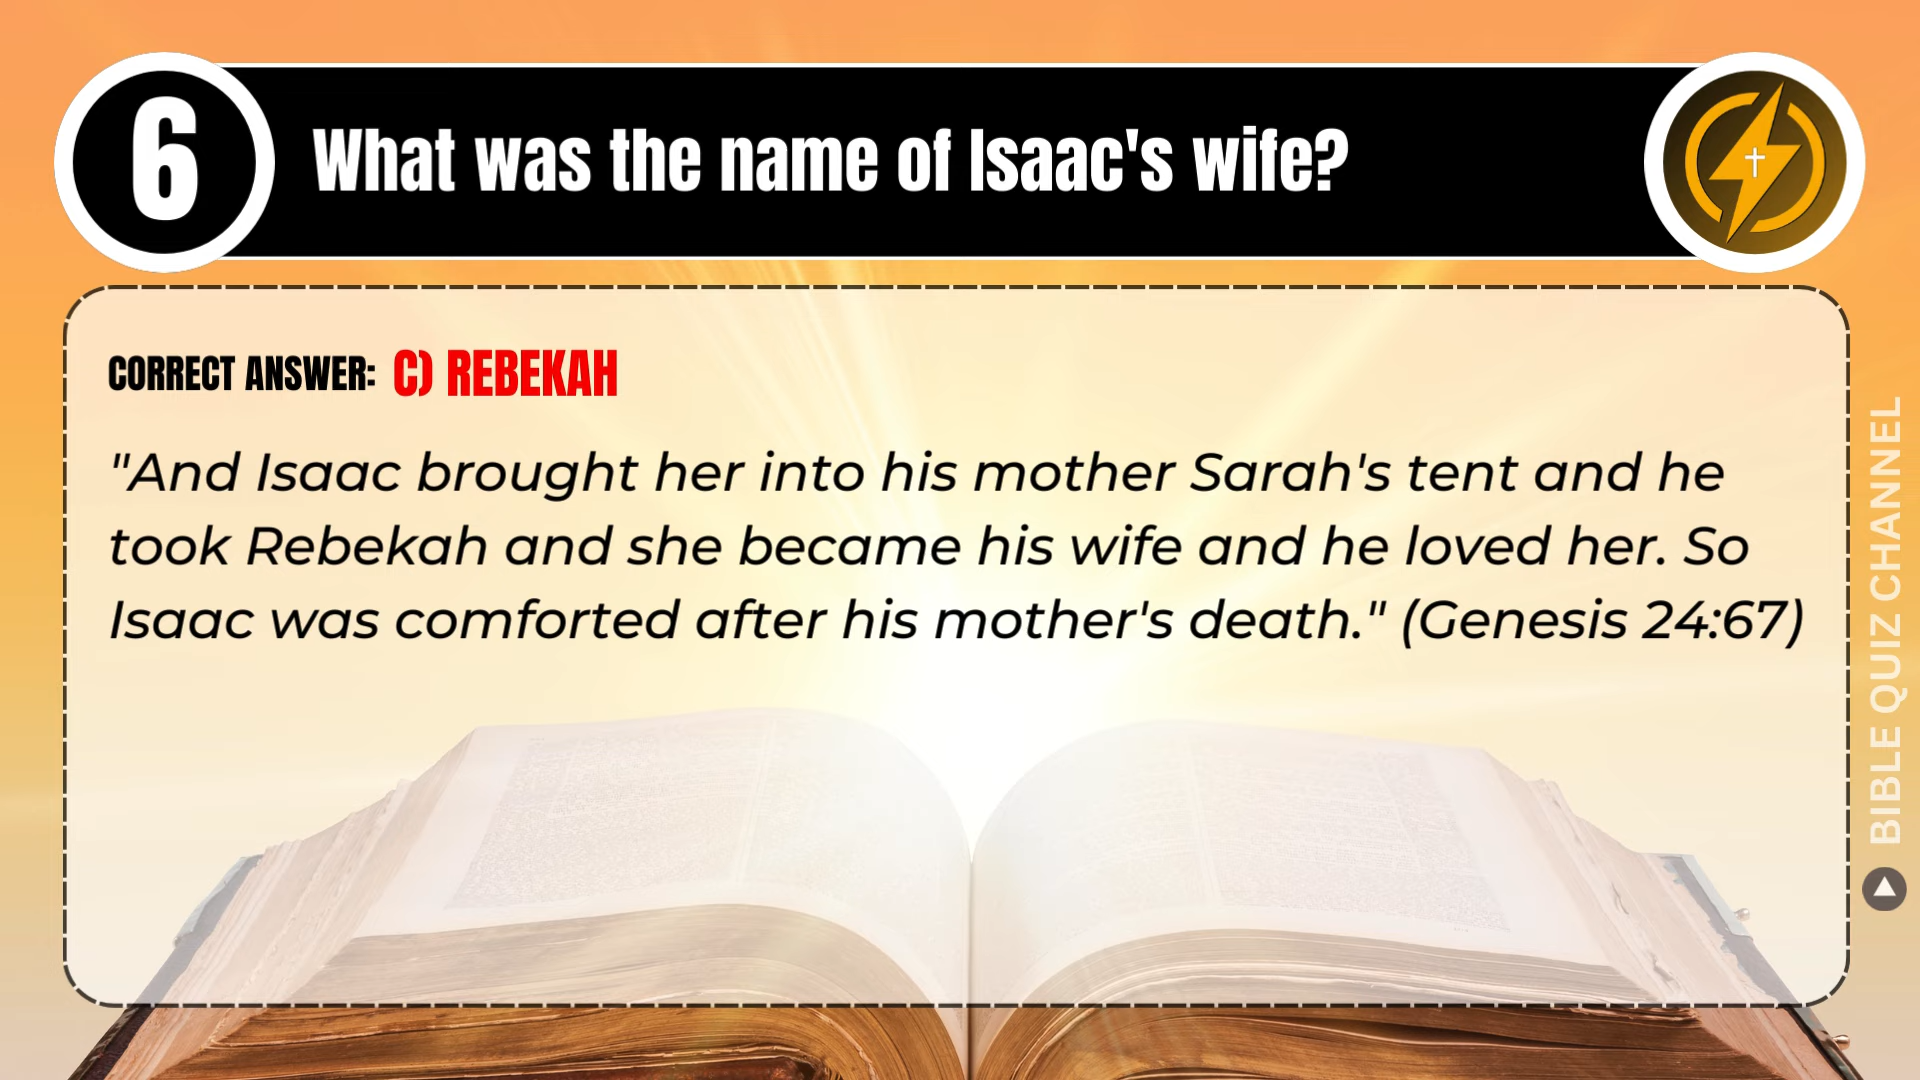 6
What was the name of Isaac's wife?
CORRECT ANSWER: C) REBEKAH
"And Isaac brought her into his mother Sarah's tent and he
took Rebekah and she became his wife and he loved her. So
Isaac was comforted after his mother's death." (Genesis 24:67)
BIBLE QUIZ CHANNEL